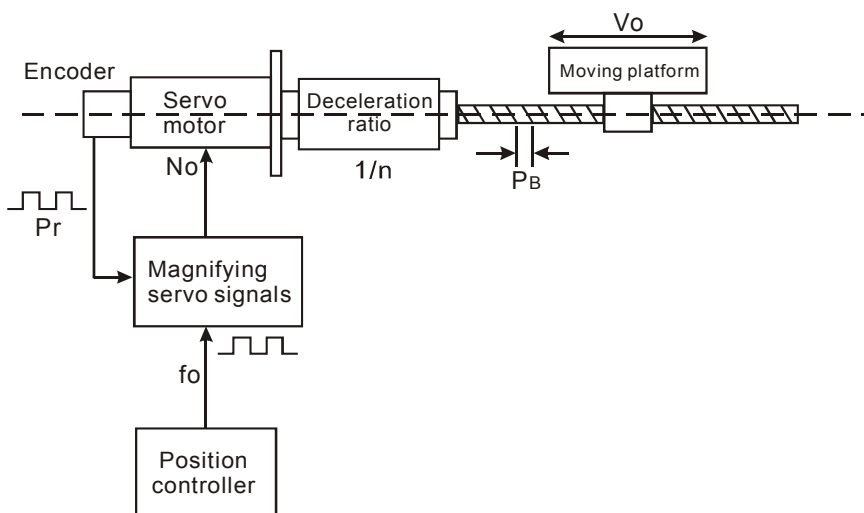 Vo
Encoder
Servo
motor
Deceleration
ratio
Moving platform
No
1/n
PB
Pr
Magnifying
servo signals
fo
Position
controller